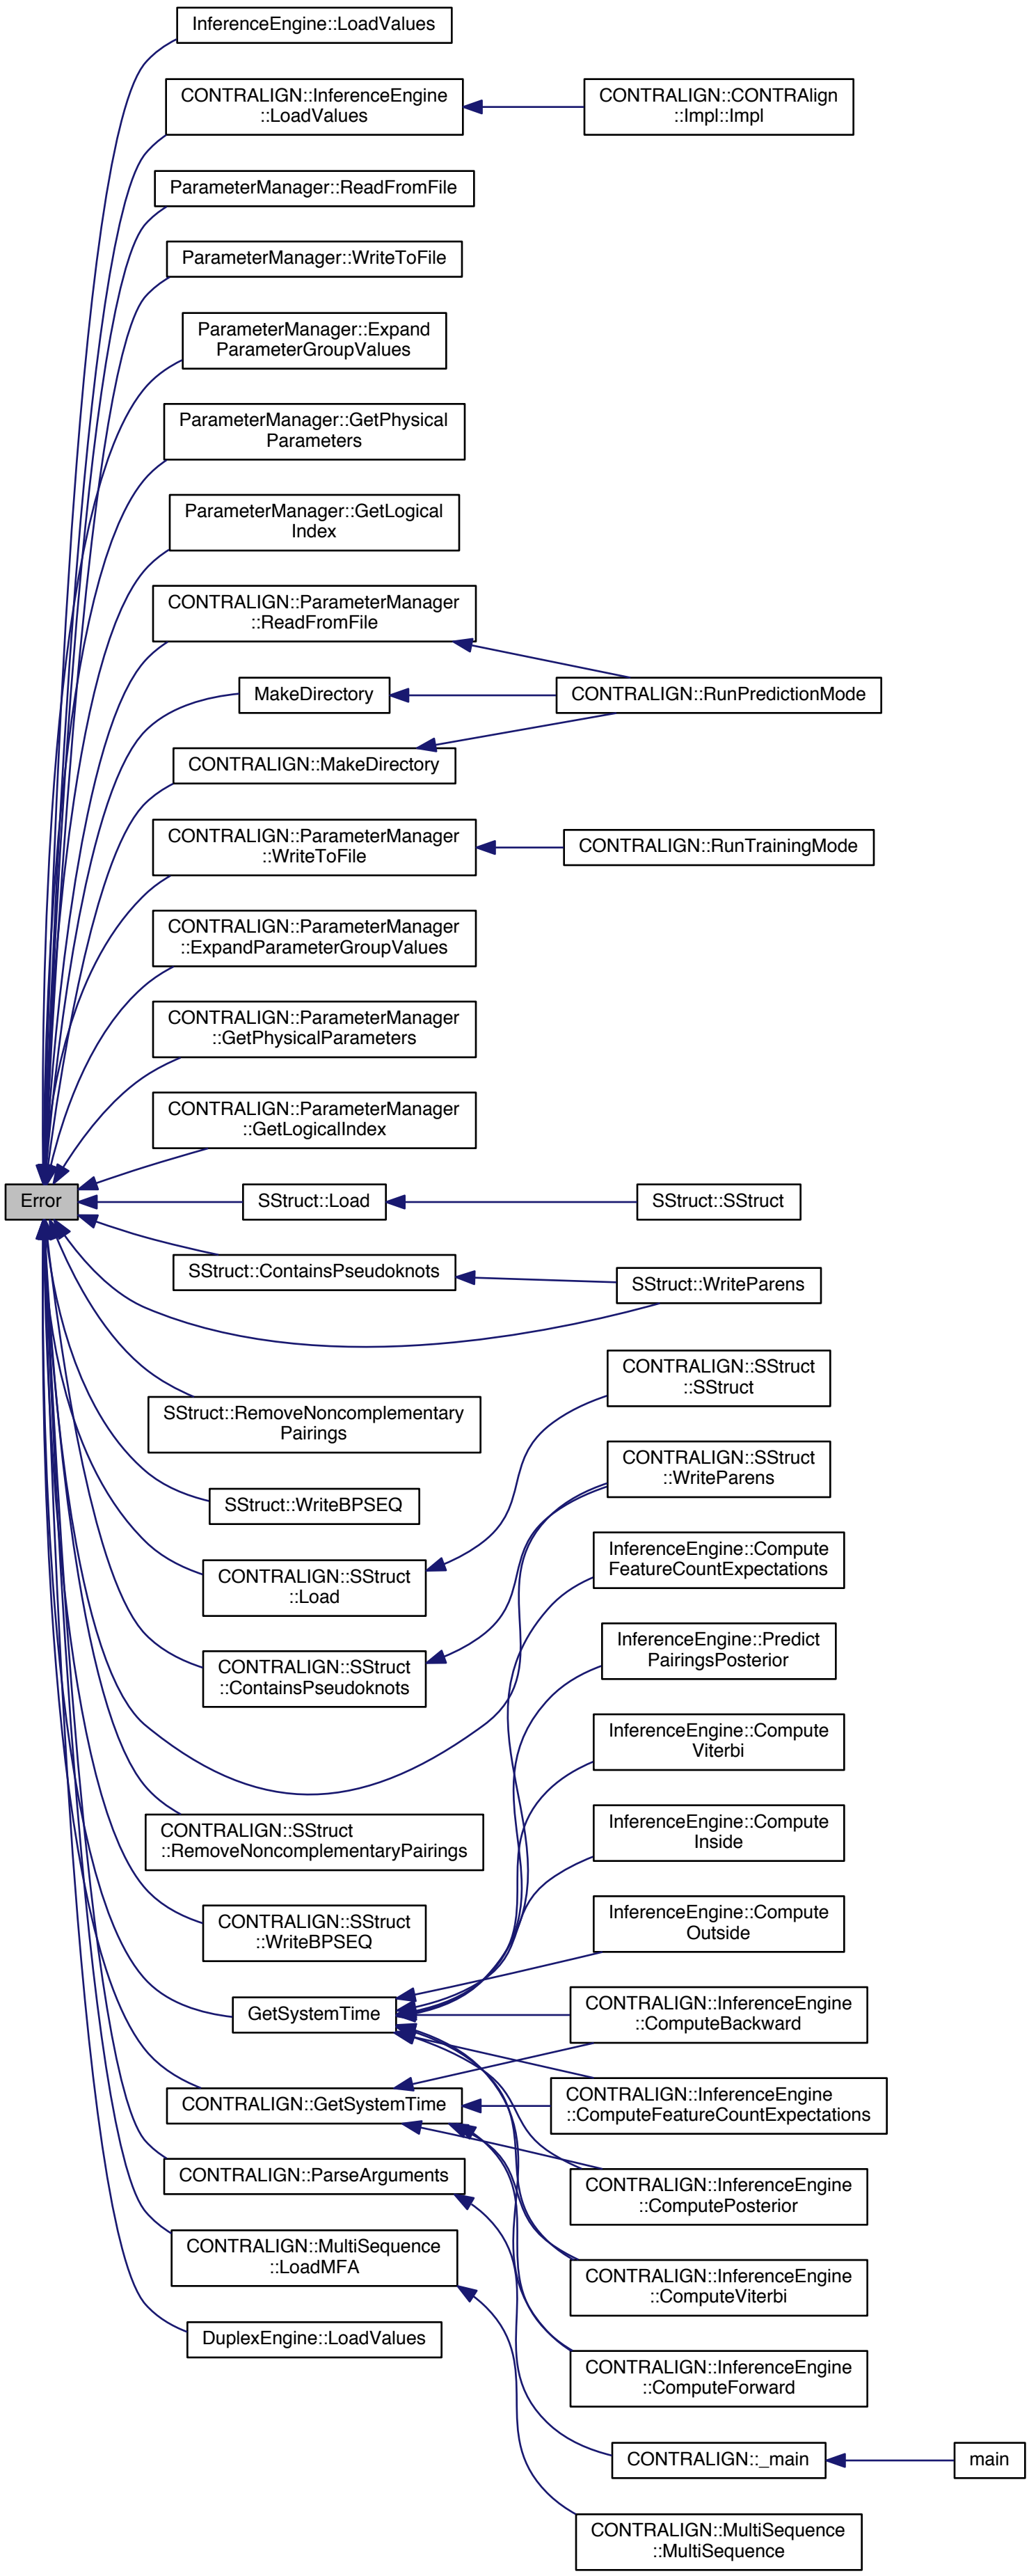 InferenceEngine::LoadValues
CONTRALIGN::InferenceEngine
::LoadValues
CONTRALIGN::CONTRAlign
::Impl::Impl
ParameterManager::ReadFromFile
ParameterManager::WriteToFile
ParameterManager::Expand
ParameterGroupValues
ParameterManager::GetPhysical
Parameters
ParameterManager::GetLogical
Index
CONTRALIGN::ParameterManager
::ReadFromFile
MakeDirectory
CONTRALIGN::RunPredictionMode
CONTRALIGN::MakeDirectory
CONTRALIGN::ParameterManager
::WriteToFile
CONTRALIGN::RunTrainingMode
CONTRALIGN::ParameterManager
::ExpandParameterGroupValues
CONTRALIGN::ParameterManager
::GetPhysicalParameters
CONTRALIGN::ParameterManager
::GetLogicalIndex
Error
SStruct::Load
SStruct::SStruct
SStruct::ContainsPseudoknots
SStruct::WriteParens
CONTRALIGN::SStruct
::SStruct
SStruct::RemoveNoncomplementary
Pairings
CONTRALIGN::SStruct
::WriteParens
SStruct::WriteBPSEQ
InferenceEngine::Compute
FeatureCountExpectations
CONTRALIGN::SStruct
::Load
InferenceEngine::Predict
PairingsPosterior
CONTRALIGN::SStruct
::ContainsPseudoknots
InferenceEngine::Compute
Viterbi
InferenceEngine::Compute
Inside
CONTRALIGN::SStruct
::RemoveNoncomplementaryPairings
InferenceEngine::Compute
Outside
CONTRALIGN::SStruct
::WriteBPSEQ
GetSystemTime
CONTRALIGN::InferenceEngine
::ComputeBackward
CONTRALIGN::GetSystemTime
CONTRALIGN::InferenceEngine
::ComputeFeatureCountExpectations
CONTRALIGN::ParseArguments
CONTRALIGN::InferenceEngine
::ComputePosterior
CONTRALIGN::MultiSequence
::LoadMFA
CONTRALIGN::InferenceEngine
::ComputeViterbi
DuplexEngine::LoadValues
CONTRALIGN::InferenceEngine
::ComputeForward
CONTRALIGN::_main
main
CONTRALIGN::MultiSequence
::MultiSequence